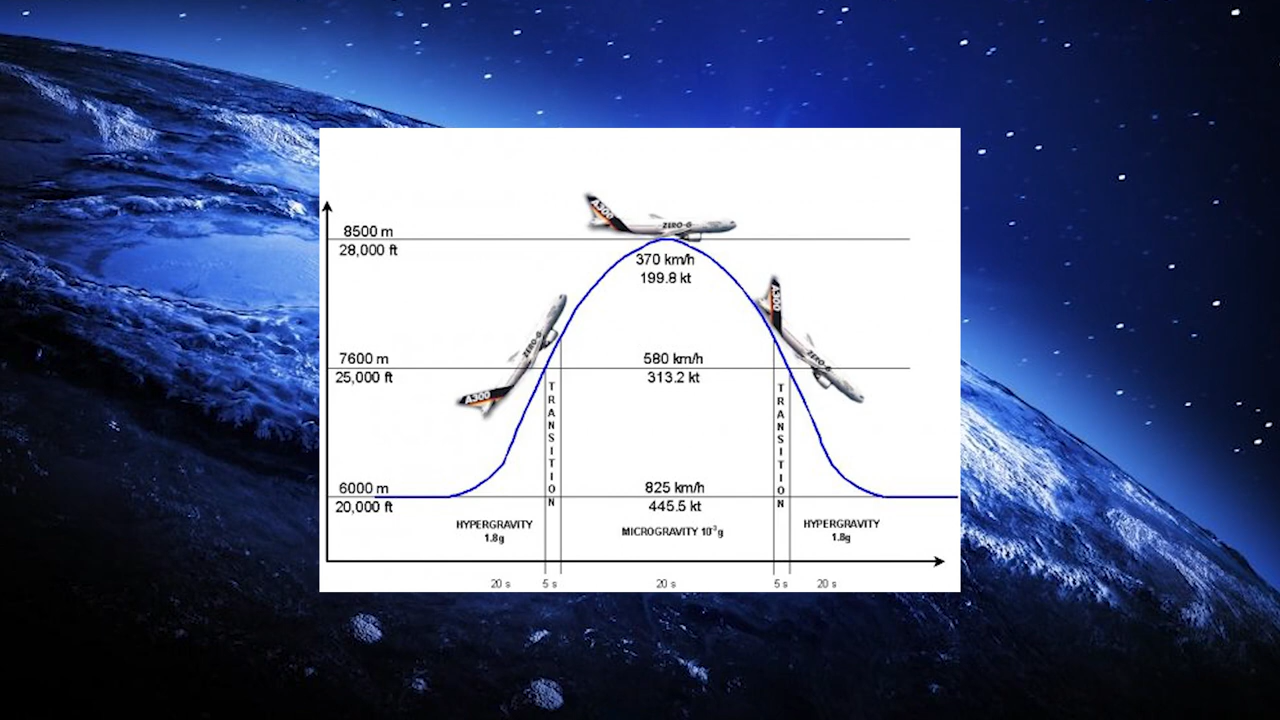 A300
ZERO-G
8500 m
28,000 ft
370 km/h
199.8 kt
A300
ZERO-G
A300
ZERO-G
7600 m
25,000 ft
580 km/h
313.2 kt
TRANSITION
TRANSITION
6000 m
20,000 ft
825 km/h
445.5 kt
HYPERGRAVITY
1.8g
MICROGRAVITY 10⁻³g
HYPERGRAVITY
1.8g
20 s
5 s
20 s
5 s
20 s